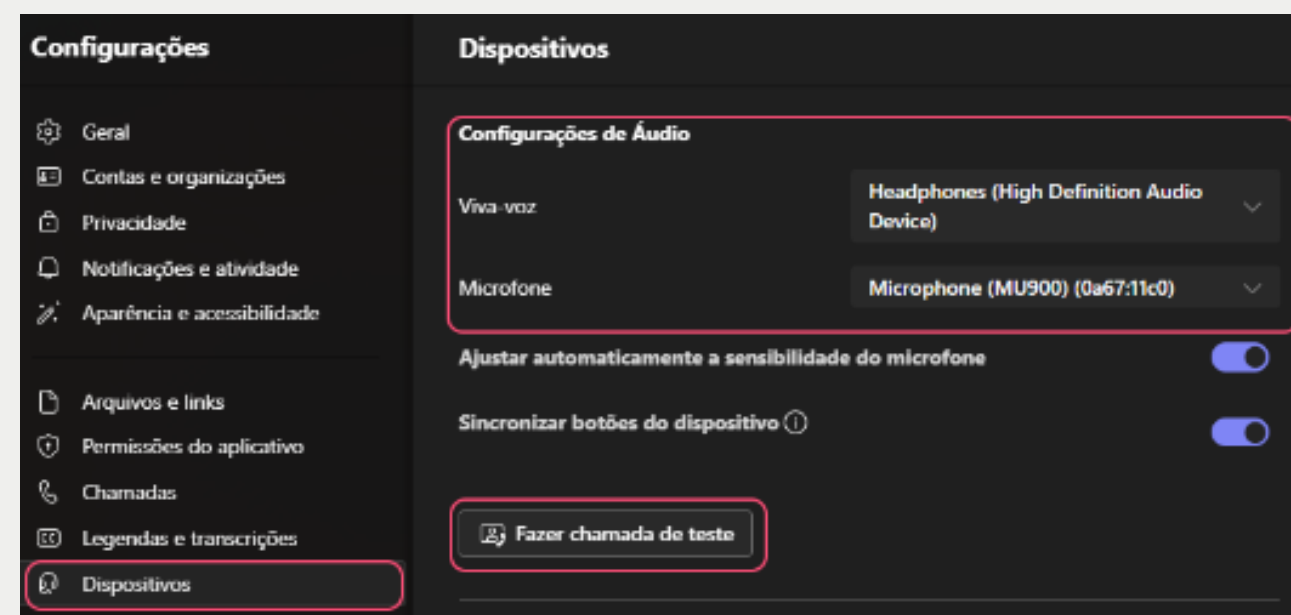 Configurações
Geral
Contas e organizações
Privacidade
Notificações e atividade
Aparência e acessibilidade
Arquivos e links
Permissões do aplicativo
Chamadas
Legendas e transcrições
Dispositivos
Dispositivos
Configurações de Áudio
Viva-voz
Headphones (High Definition Audio
Device)
Microfone
Microphone (MU900) (0a67:11c0)
Ajustar automaticamente a sensibilidade do microfone
Sincronizar botões do dispositivo
Fazer chamada de teste